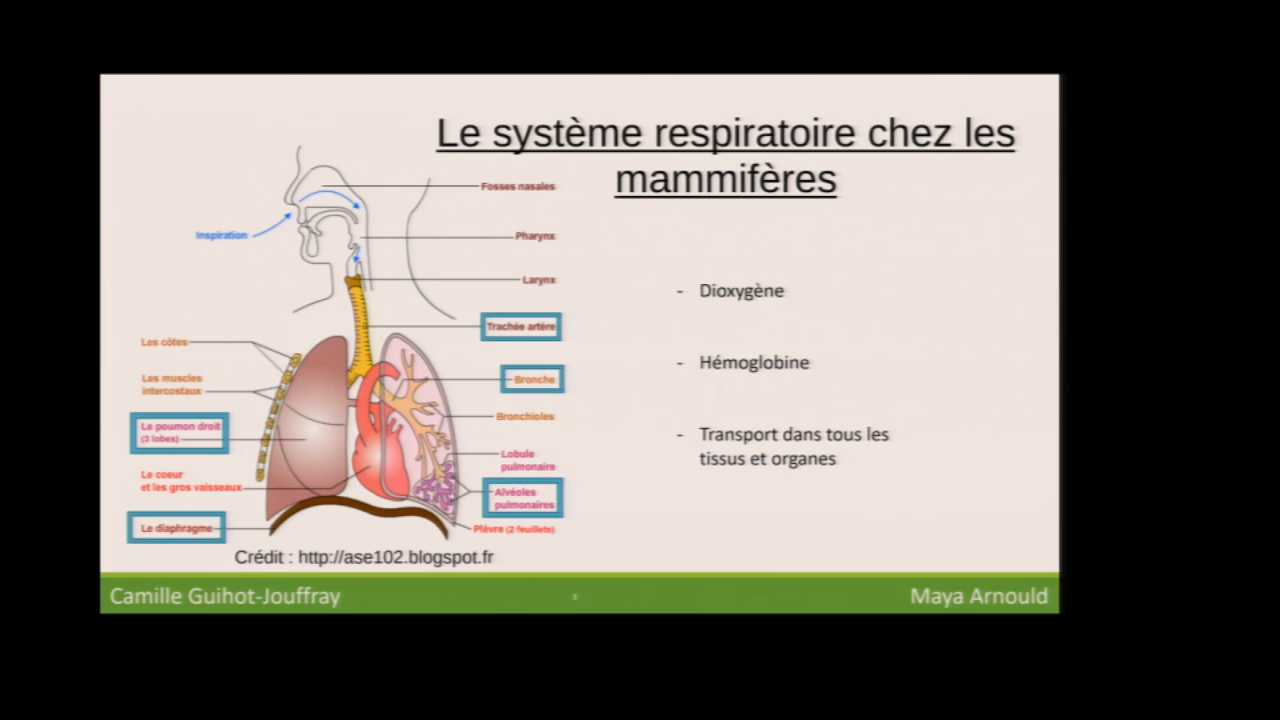 Le système respiratoire chez les
mammifères
Fosses nasales
Inspiration
Pharynx
Larynx
Trachée artère
Les côtes
Les muscles
intercostaux
Bronche
Bronchioles
Le poumon droit
(3 lobes)
Lobule
pulmonaire
Le coeur
et les gros vaisseaux
Alvéoles
pulmonaires
Le diaphragme
Plèvre (2 feuillets)
- Dioxygène
- Hémoglobine
- Transport dans tous les
tissus et organes
Crédit : http://ase102.blogspot.fr
Camille Guihot-Jouffray
Maya Arnould